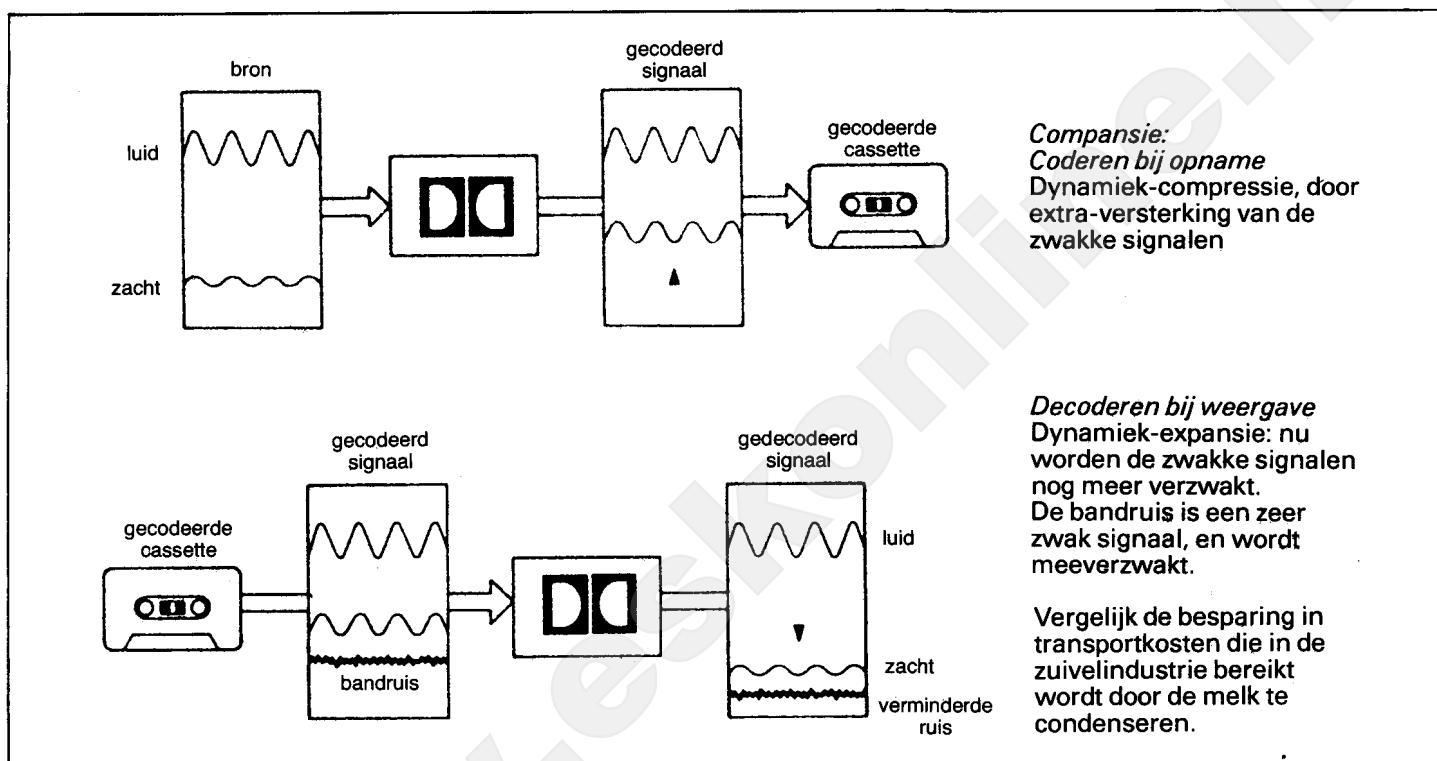 bron
gecodeerd
signaal
luid
zacht
gecodeerde
cassette
Compansie:
Coderen bij opname
Dynamiek-compressie, door
extra-versterking van de
zwakke signalen
gecodeerde
cassette
gecodeerd
signaal
bandruis
gedecodeerd
signaal
luid
zacht
verminderde
ruis
Decoderen bij weergave
Dynamiek-expansie: nu
worden de zwakke signalen
nog meer verzwakt.
De bandruis is een zeer
zwak signaal, en wordt
meeverzwakt.
Vergelijk de besparing in
transportkosten die in de
zuivelindustrie bereikt
wordt door de melk te
condenseren.